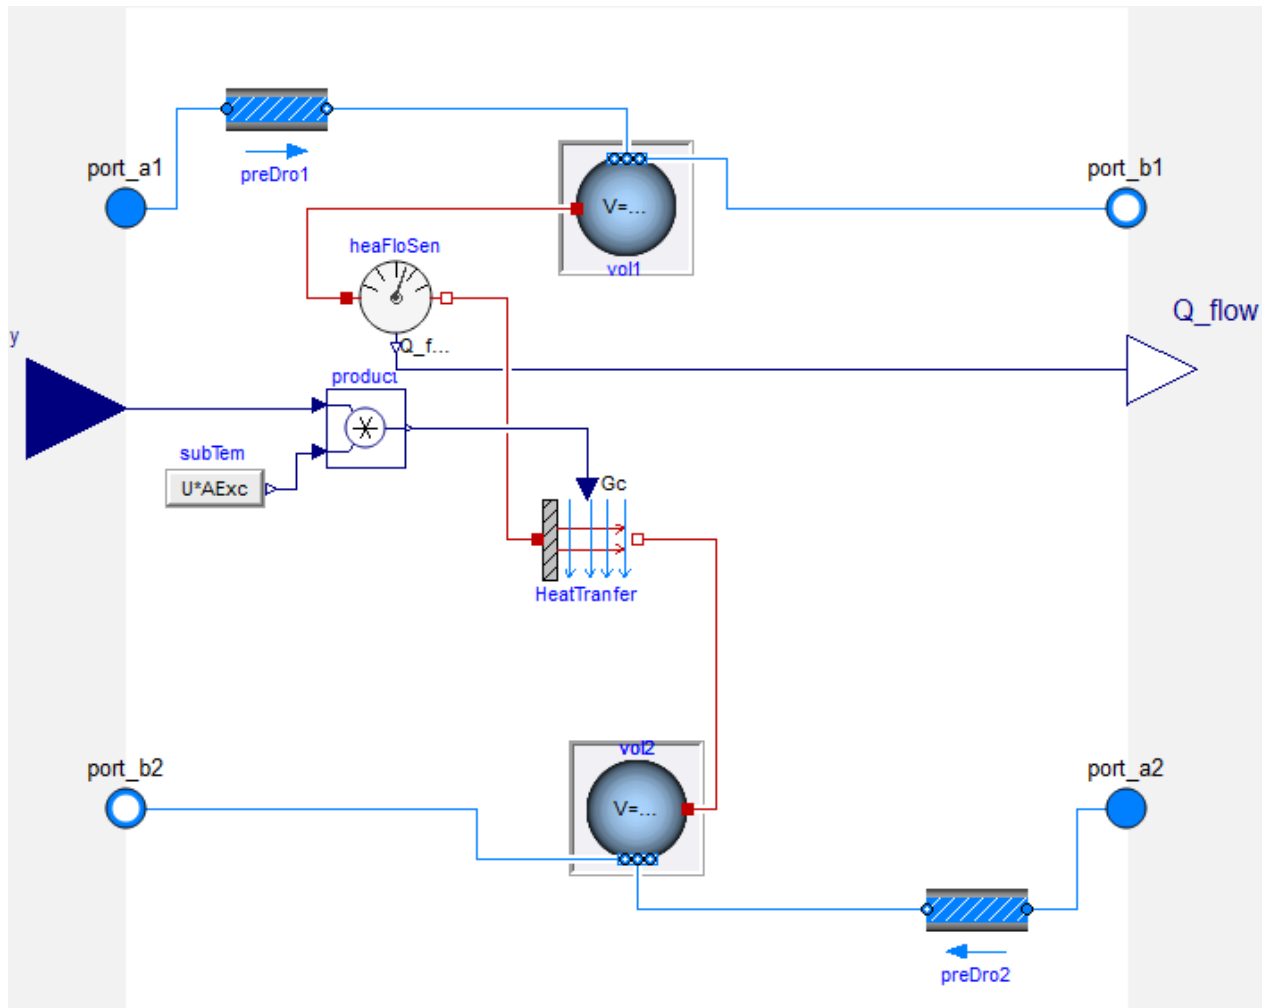 port_a1
preDro1
port_b1
V=...
vol1
heaFloSen
Q_f...
Q_flow
y
product
subTem
U*AExc
Gc
HeatTranfer
port_b2
vol2
V=...
port_a2
preDro2